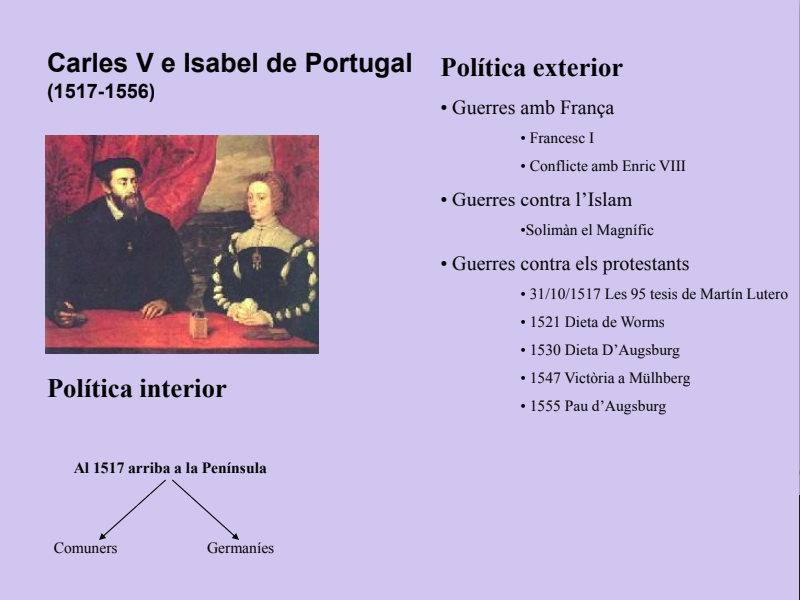 Carles V e Isabel de Portugal
(1517-1556)
Política interior
Al 1517 arriba a la Península
Comuners
Germaníes
Política exterior
• Guerres amb França
• Francesc I
• Conflicte amb Enric VIII
• Guerres contra l’Islam
•Solimàn el Magnífic
• Guerres contra els protestants
• 31/10/1517 Les 95 tesis de Martín Lutero
• 1521 Dieta de Worms
• 1530 Dieta D’Augsburg
• 1547 Victòria a Mülhberg
• 1555 Pau d’Augsburg